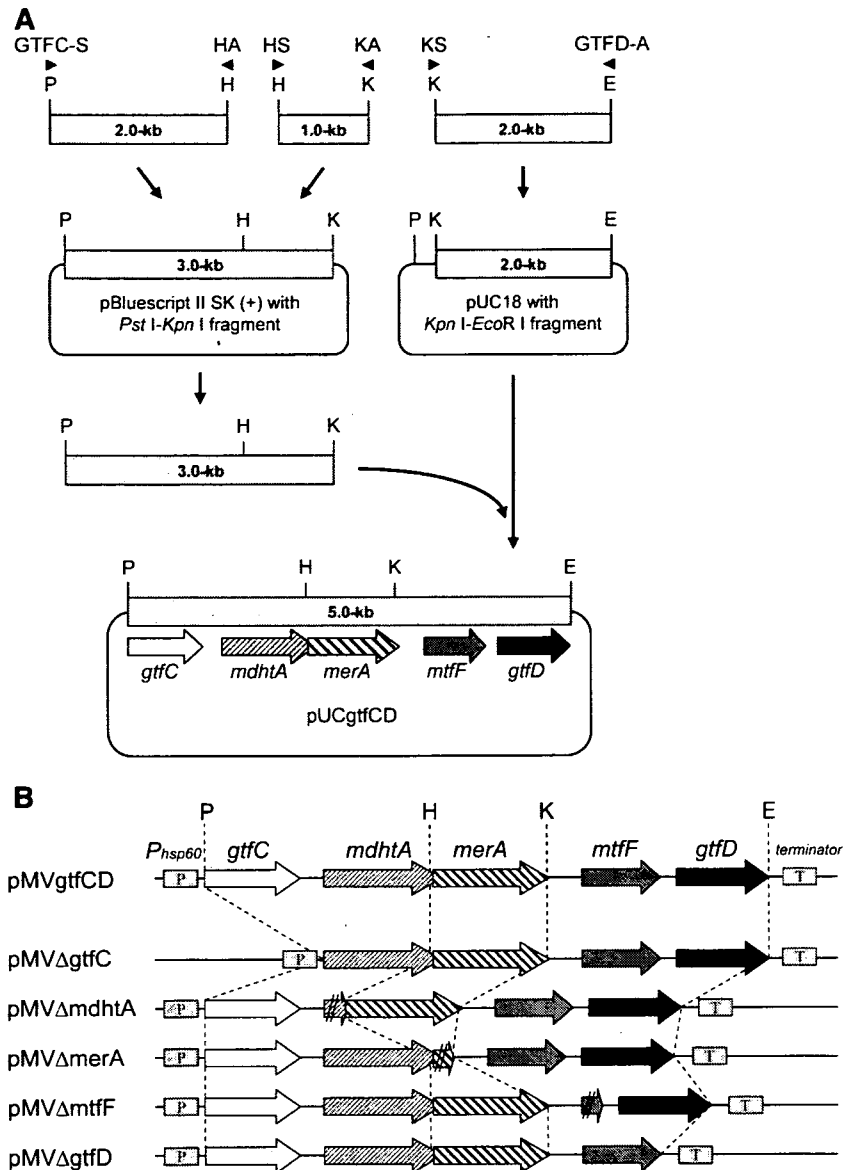 A
GTFC-S HA HS KA KS GTFD-A
P H H K K E
2.0-kb 1.0-kb 2.0-kb
P H K P K E
3.0-kb 2.0-kb
pBluescript II SK (+) with
Pst I-Kpn I fragment
pUC18 with
Kpn I-EcoR I fragment
P H K
3.0-kb
P H K E
5.0-kb
gtfC mdhtA merA mtfF gtfD
pUCgtfCD
B
P H K E
Phsp60 gtfC mdhtA merA mtfF gtfD terminator
pMVgtfCD P T
pMVΔgtfC P T
pMVΔmdhtA P T
pMVΔmerA P T
pMVΔmtfF P T
pMVΔgtfD P T